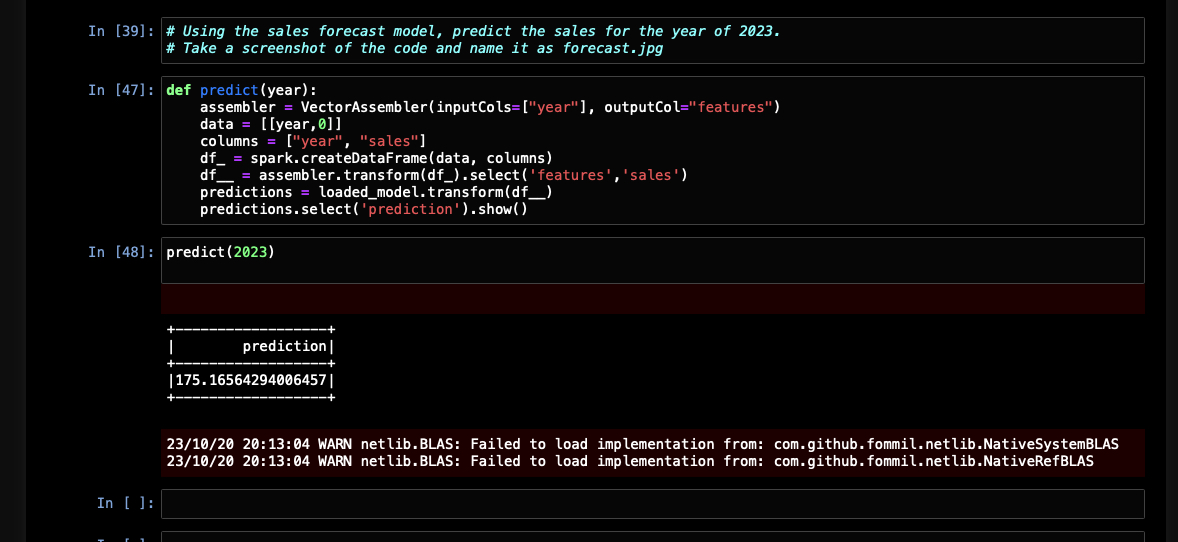 In [39]: # Using the sales forecast model, predict the sales for the year of 2023.
# Take a screenshot of the code and name it as forecast.jpg
In [47]: def predict(year):
    assembler = VectorAssembler(inputCols=["year"], outputCol="features")
    data = [[year,0]]
    columns = ["year", "sales"]
    df_ = spark.createDataFrame(data, columns)
    df__ = assembler.transform(df_).select('features','sales')
    predictions = loaded_model.transform(df__)
    predictions.select('prediction').show()
In [48]: predict(2023)
+------------------+
|        prediction|
+------------------+
|175.16564294006457|
+------------------+
23/10/20 20:13:04 WARN netlib.BLAS: Failed to load implementation from: com.github.fommil.netlib.NativeSystemBLAS
23/10/20 20:13:04 WARN netlib.BLAS: Failed to load implementation from: com.github.fommil.netlib.NativeRefBLAS
In [ ]: